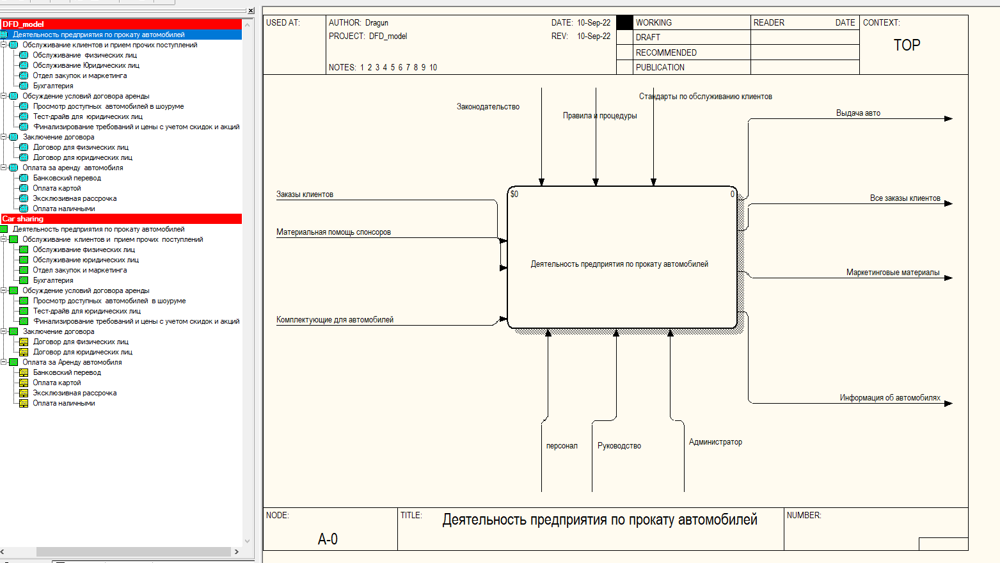 DFD_model
Деятельность предприятия по прокату автомобилей
Обслуживание клиентов и прием прочих поступлений
Обслуживание физических лиц
Обслуживание Юридических лиц
Отдел закупок и маркетинга
Бухгалтерия
Обсуждение условий договора аренды
Просмотр доступных автомобилей в шоуруме
Тест-драйв для юридических лиц
Финализирование требований и цены с учетом скидок и акций
Заключение договора
Договор для физических лиц
Договор для юридических лиц
Оплата за аренду автомобиля
Банковский перевод
Оплата картой
Эксклюзивная рассрочка
Оплата наличными
Car sharing
Деятельность предприятия по прокату автомобилей
Обслуживание клиентов и прием прочих поступлений
Обслуживание физических лиц
Обслуживание юридических лиц
Отдел закупок и маркетинга
Бухгалтерия
Обсуждение условий договора аренды
Просмотр доступных автомобилей в шоуруме
Тест-драйв для юридических лиц
Финализирование требований и цены с учетом скидок и акций
Заключение договора
Договор для физических лиц
Договор для юридических лиц
Оплата за Аренду автомобиля
Банковский перевод
Оплата картой
Эксклюзивная рассрочка
Оплата наличными
USED AT:
AUTHOR: Dragun
PROJECT: DFD_model
NOTES: 1 2 3 4 5 6 7 8 9 10
DATE: 10-Sep-22
REV: 10-Sep-22
WORKING
DRAFT
RECOMMENDED
PUBLICATION
READER DATE
CONTEXT:
TOP
Законодательство
Правила и процедуры
Стандарты по обслуживанию клиентов
Выдача авто
Заказы клиентов
$0
0
Все заказы клиентов
Материальная помощь спонсоров
Деятельность предприятия по прокату автомобилей
Маркетинговые материалы
Комплектующие для автомобилей
Информация об автомобилях
персонал
Руководство
Администратор
NODE:
A-0
TITLE:
Деятельность предприятия по прокату автомобилей
NUMBER: